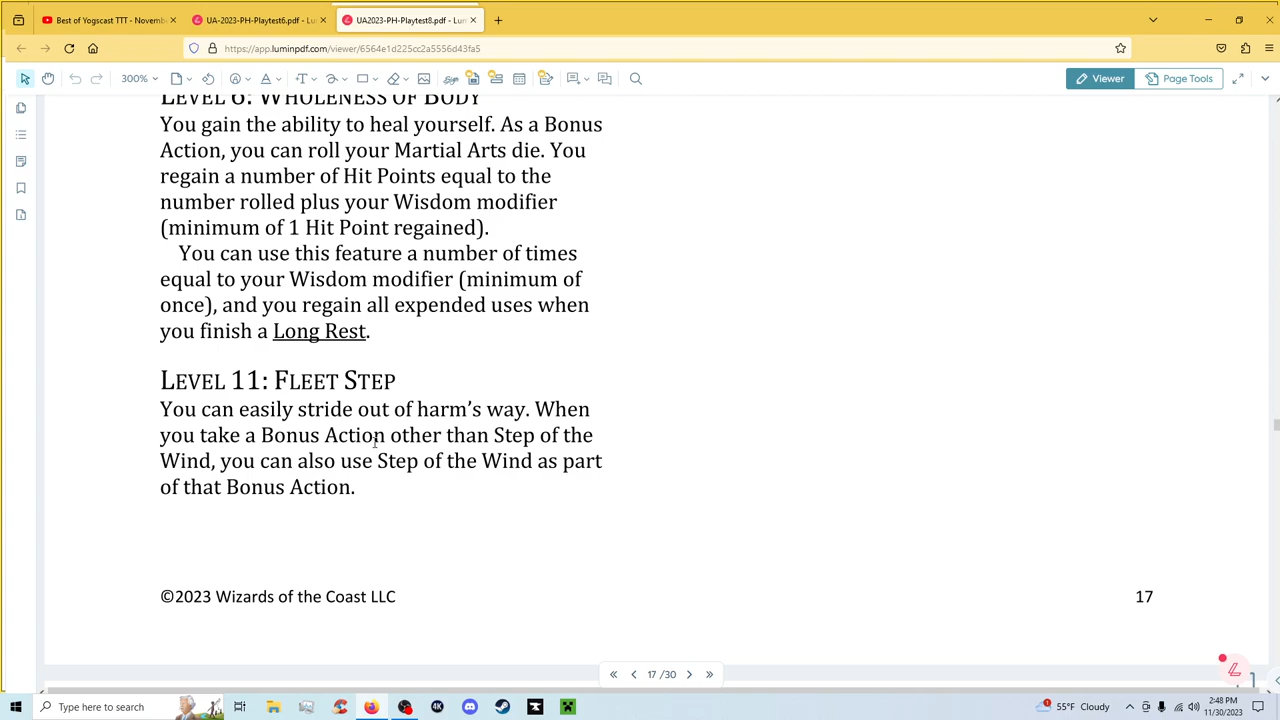 Best of Yogscast TTT - Novemb
UA-2023-PH-Playtest6.pdf - Lu
UA2023-PH-Playtest8.pdf - Lum
https://app.luminpdf.com/viewer/6564e1d225cc2a5556d43fa5
300%
Viewer
Page Tools
LEVEL 6: WHOLENESS OF BODY
You gain the ability to heal yourself. As a Bonus
Action, you can roll your Martial Arts die. You
regain a number of Hit Points equal to the
number rolled plus your Wisdom modifier
(minimum of 1 Hit Point regained).
You can use this feature a number of times
equal to your Wisdom modifier (minimum of
once), and you regain all expended uses when
you finish a Long Rest.
LEVEL 11: FLEET STEP
You can easily stride out of harm's way. When
you take a Bonus Action other than Step of the
Wind, you can also use Step of the Wind as part
of that Bonus Action.
©2023 Wizards of the Coast LLC
17
17 /30
Type here to search
4K
55°F Cloudy
2:48 PM
11/30/2023